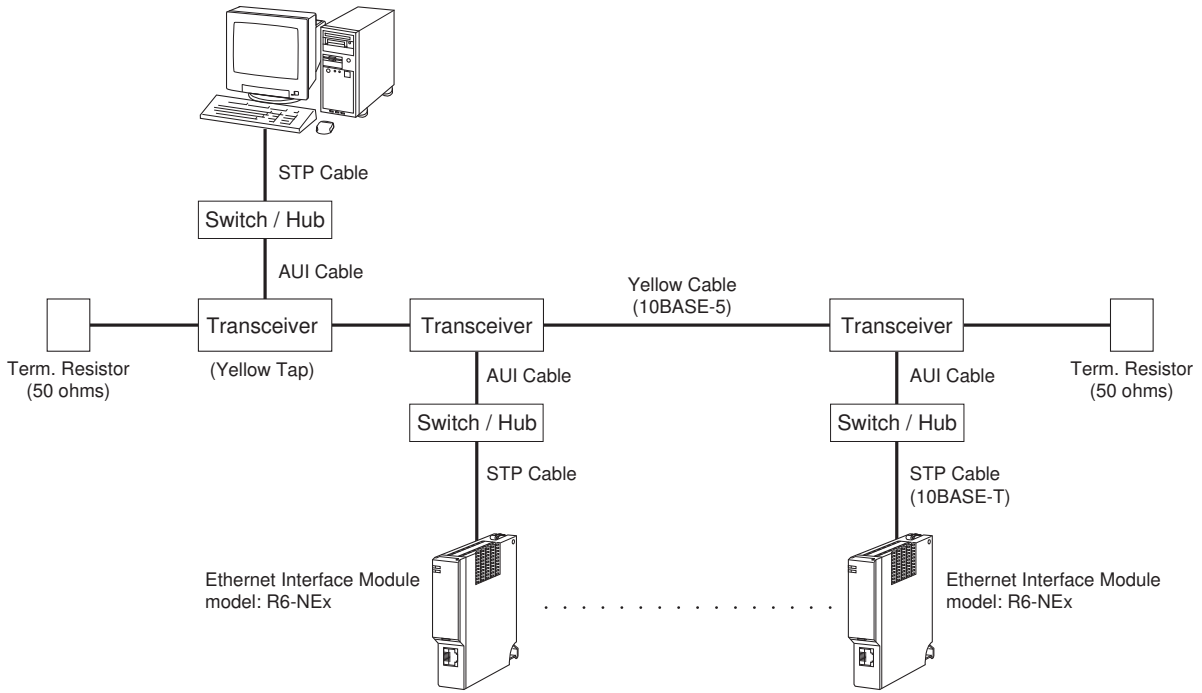 STP Cable
Switch / Hub
AUI Cable
Yellow Cable
(10BASE-5)
Transceiver
Transceiver
Transceiver
Term. Resistor
(50 ohms)
(Yellow Tap)
AUI Cable
AUI Cable
Term. Resistor
(50 ohms)
Switch / Hub
Switch / Hub
STP Cable
STP Cable
(10BASE-T)
Ethernet Interface Module
model: R6-NEx
Ethernet Interface Module
model: R6-NEx